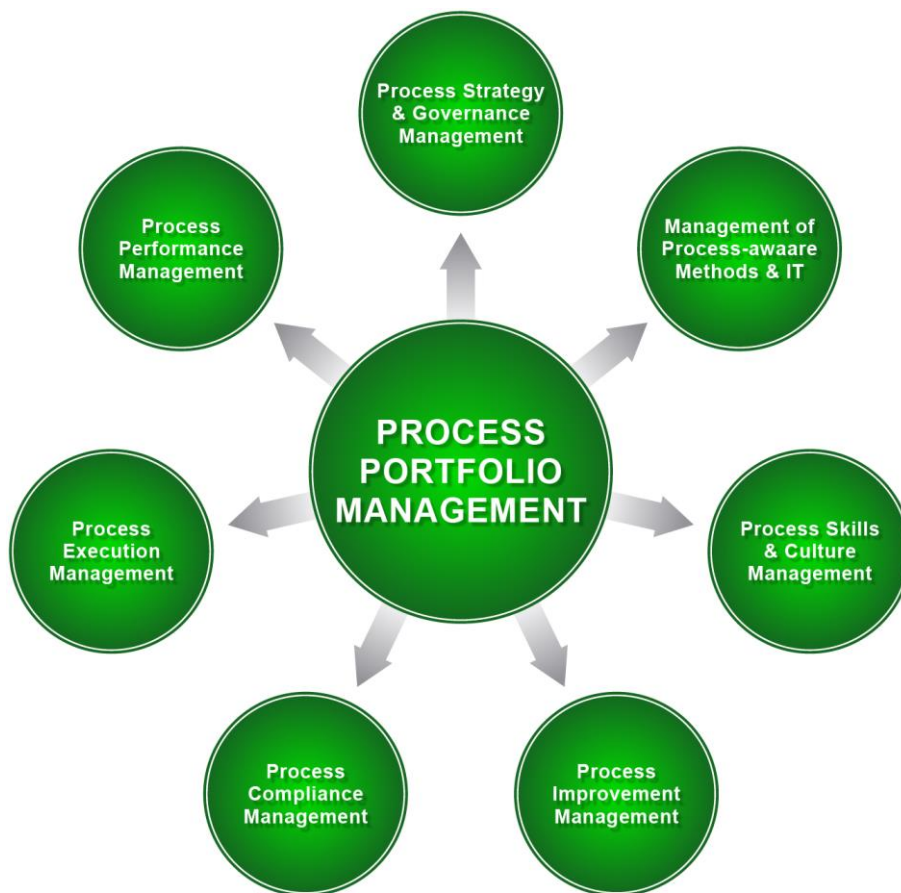 Process Strategy
& Governance
Management
Management of
Process-awaare
Methods & IT
Process Skills
& Culture
Management
Process
Improvement
Management
Process
Compliance
Management
Process
Execution
Management
Process
Performance
Management
PROCESS
PORTFOLIO
MANAGEMENT